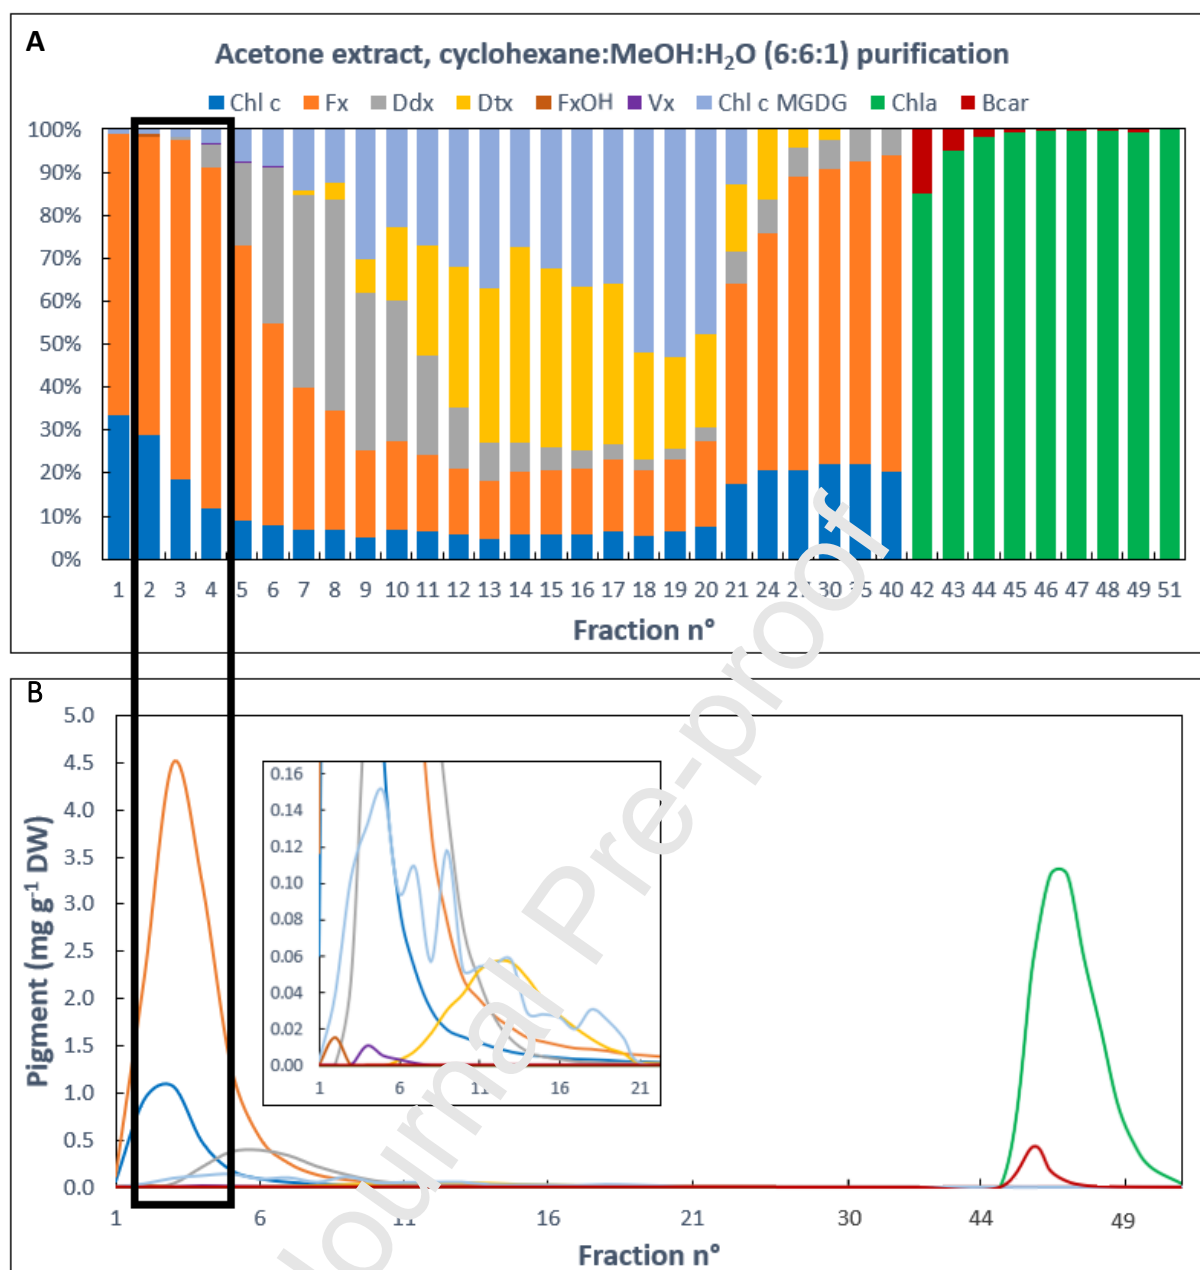 A
Acetone extract, cyclohexane:MeOH:H₂O (6:6:1) purification
Chl c Fx Ddx Dtx FxOH Vx Chl c MGDG Chla Bcar
100%
90%
80%
70%
60%
50%
40%
30%
20%
10%
0%
1 2 3 4 5 6 7 8 9 10 11 12 13 14 15 16 17 18 19 20 21 24 30 40 42 43 44 45 46 47 48 49 51
Fraction n°
B
5.0
4.5
4.0
3.5
3.0
2.5
2.0
1.5
1.0
0.5
0.0
Pigment (mg g⁻¹ DW)
0.16
0.14
0.12
0.10
0.08
0.06
0.04
0.02
0.00
1 6 11 16 21
1 6 11 16 21 30 44 49
Fraction n°
Journal Pre-proof